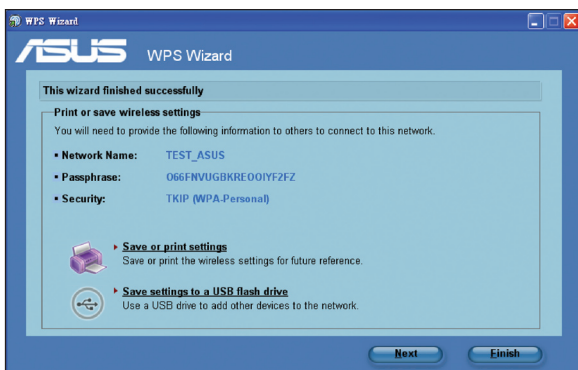 WPS Wizard
ASUS WPS Wizard
This wizard finished successfully
Print or save wireless settings
You will need to provide the following information to others to connect to this network.
Network Name: TEST_ASUS
Passphrase: O66FNVUGBKREOOIYF2FZ
Security: TKIP (WPA-Personal)
Save or print settings
Save or print the wireless settings for future reference.
Save settings to a USB flash drive
Use a USB drive to add other devices to the network.
Next Finish